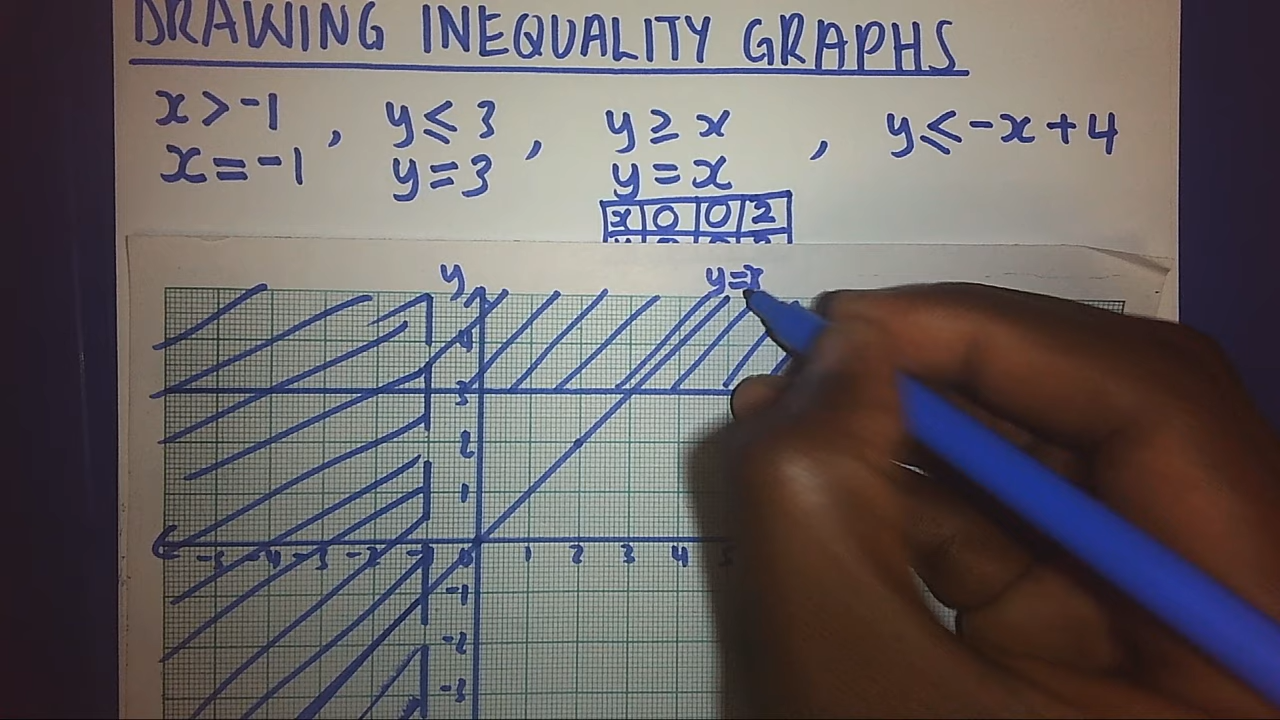 DRAWING INEQUALITY GRAPHS
x > -1 , y ≤ 3 , y ≥ x , y ≤ -x + 4
x = -1 y = 3 y = x
x 0 0 2
y y=x
4
3
2
1
-5 -4 -3 -2 -1 0 1 2 3 4 5
-1
-2
-3